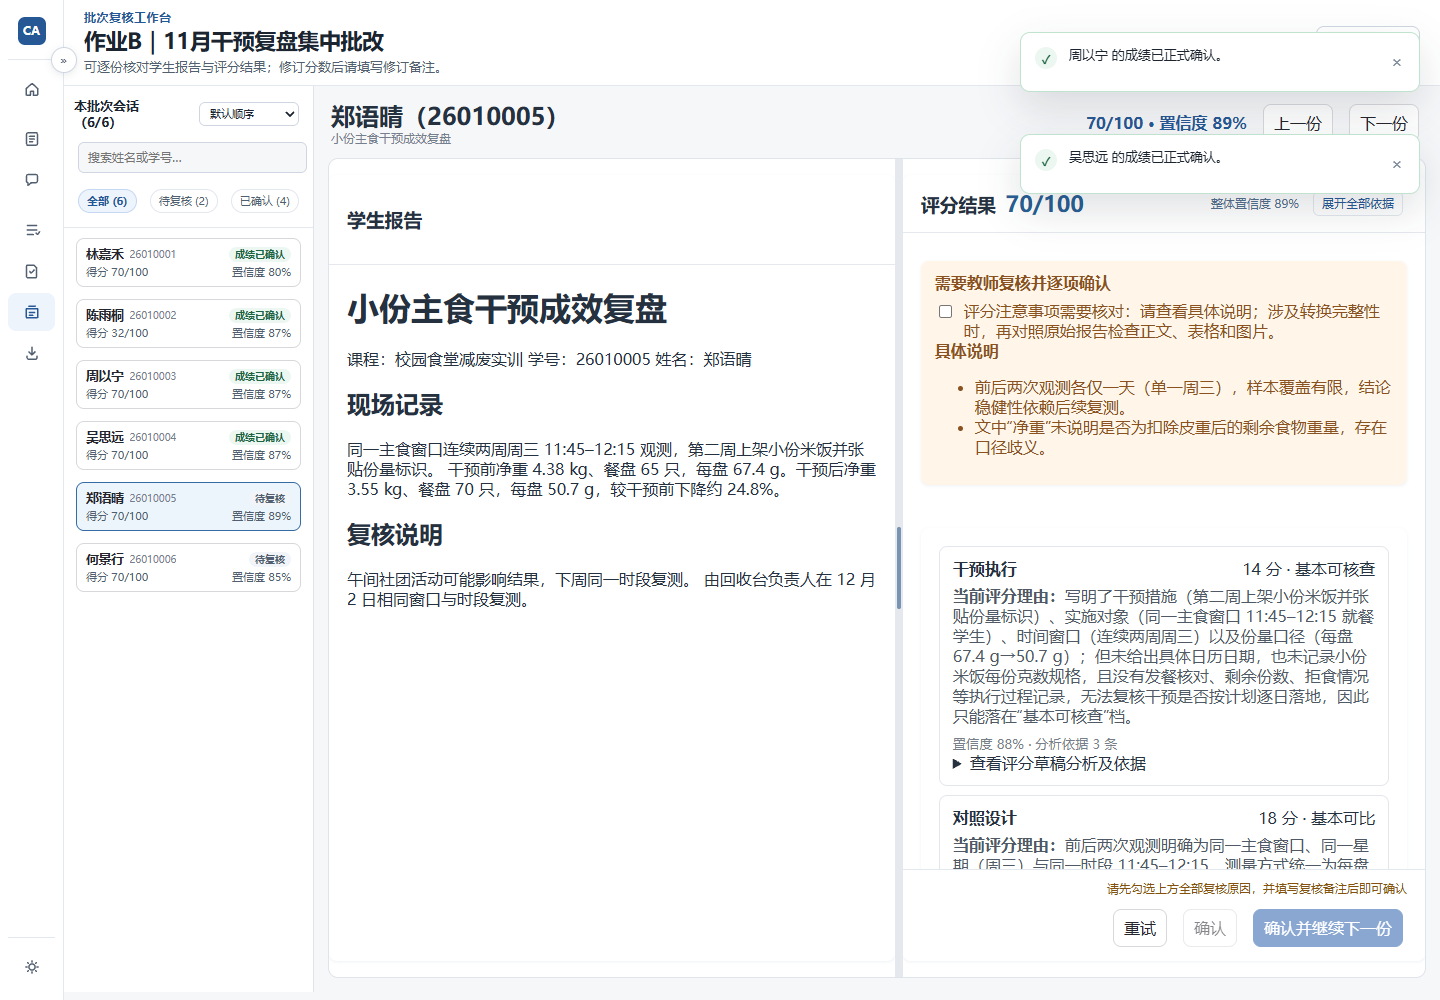 CA
»
批次复核工作台
作业B｜11月干预复盘集中批改
可逐份核对学生报告与评分结果；修订分数后请填写修订备注。
✓ 周以宁 的成绩已正式确认。 ×
✓ 吴思远 的成绩已正式确认。 ×
本批次会话
（6/6）
默认顺序
搜索姓名或学号...
全部 (6) 待复核 (2) 已确认 (4)
林嘉禾 26010001 成绩已确认
得分 70/100 置信度 80%
陈雨桐 26010002 成绩已确认
得分 32/100 置信度 87%
周以宁 26010003 成绩已确认
得分 70/100 置信度 87%
吴思远 26010004 成绩已确认
得分 70/100 置信度 87%
郑语晴 26010005 待复核
得分 70/100 置信度 89%
何景行 26010006 待复核
得分 70/100 置信度 85%
郑语晴（26010005）
小份主食干预成效复盘
70/100 • 置信度 89% 上一份 下一份
学生报告
小份主食干预成效复盘
课程：校园食堂减废实训 学号：26010005 姓名：郑语晴
现场记录
同一主食窗口连续两周周三 11:45–12:15 观测，第二周上架小份米饭并张
贴份量标识。 干预前净重 4.38 kg、餐盘 65 只，每盘 67.4 g。干预后净重
3.55 kg、餐盘 70 只，每盘 50.7 g，较干预前下降约 24.8%。
复核说明
午间社团活动可能影响结果，下周同一时段复测。 由回收台负责人在 12 月
2 日相同窗口与时段复测。
评分结果 70/100 整体置信度 89% 展开全部依据
需要教师复核并逐项确认
评分注意事项需要核对：请查看具体说明；涉及转换完整性
时，再对照原始报告检查正文、表格和图片。
具体说明
• 前后两次观测各仅一天（单一周三），样本覆盖有限，结论
稳健性依赖后续复测。
• 文中“净重”未说明是否为扣除皮重后的剩余食物重量，存在
口径歧义。
干预执行 14 分 · 基本可核查
当前评分理由：写明了干预措施（第二周上架小份米饭并张
贴份量标识）、实施对象（同一主食窗口 11:45–12:15 就餐
学生）、时间窗口（连续两周周三）以及份量口径（每盘
67.4 g→50.7 g）；但未给出具体日历日期，也未记录小份
米饭每份克数规格，且没有发餐核对、剩余份数、拒食情况
等执行过程记录，无法复核干预是否按计划逐日落地，因此
只能落在“基本可核查”档。
置信度 88% · 分析依据 3 条
▶ 查看评分草稿分析及依据
对照设计 18 分 · 基本可比
当前评分理由：前后两次观测明确为同一主食窗口、同一星
期（周三）与同一时段 11:45–12:15，测量方式统一为每盘
请先勾选上方全部复核原因，并填写复核备注后即可确认
重试 确认 确认并继续下一份